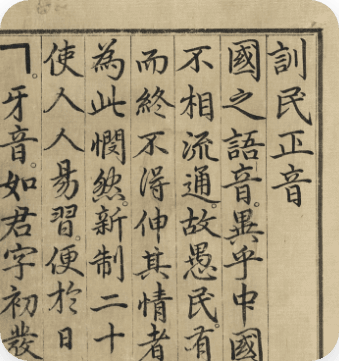 訓民正音
國之語音。異乎中國
不相流通。故愚民。有
而終不得伸其情者
為此憫然。新制二十
使人人易習。便於日
ㄱ。牙音。如君字初發